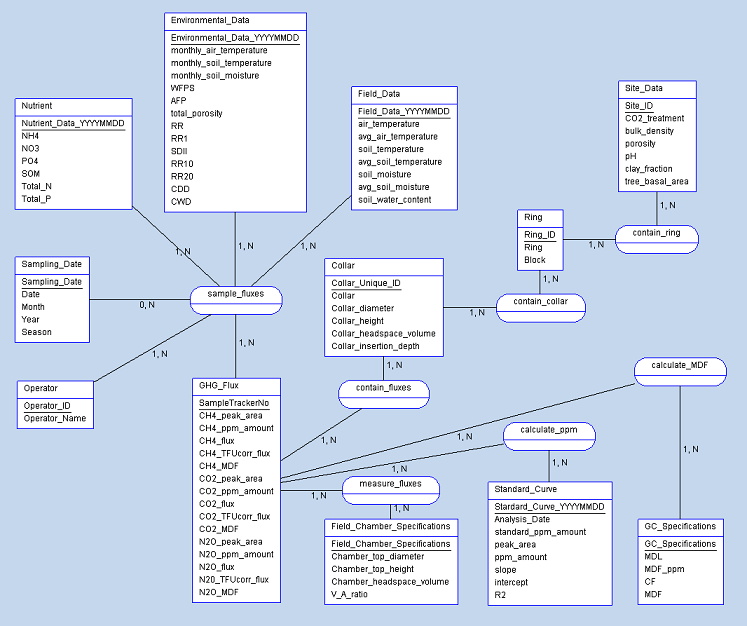 Environmental_Data
Environmental_Data_YYYYMMDD
monthly_air_temperature
monthly_soil_temperature
monthly_soil_moisture
WFPS
AFP
total_porosity
RR
RR1
SDII
RR10
RR20
CDD
CWD
Nutrient
Nutrient_Data_YYYYMMDD
NH4
NO3
PO4
SOM
Total_N
Total_P
Field_Data
Field_Data_YYYYMMDD
air_temperature
avg_air_temperature
soil_temperature
avg_soil_temperature
soil_moisture
avg_soil_moisture
soil_water_content
Site_Data
Site_ID
CO2_treatment
bulk_density
porosity
pH
clay_fraction
tree_basal_area
1, N
1, N
1, N
1, N
contain_ring
1, N
Ring
Ring_ID
Ring
Block
1, N
Sampling_Date
Sampling_Date
Date
Month
Year
Season
0, N
sample_fluxes
1, N
1, N
Collar
Collar_Unique_ID
Collar
Collar_diameter
Collar_height
Collar_headspace_volume
Collar_insertion_depth
1, N
contain_collar
1, N
contain_fluxes
1, N
Operator
Operator_ID
Operator_Name
GHG_Flux
SampleTrackerNo
CH4_peak_area
CH4_ppm_amount
CH4_flux
CH4_TFUcorr_flux
CH4_MDF
CO2_peak_area
CO2_ppm_amount
CO2_flux
CO2_TFUcorr_flux
CO2_MDF
N2O_peak_area
N2O_ppm_amount
N2O_flux
N20_TFUcorr_flux
N2O_MDF
calculate_MDF
1, N
1, N
calculate_ppm
1, N
1, N
measure_fluxes
1, N
1, N
Field_Chamber_Specifications
Field_Chamber_Specifications
Chamber_top_diameter
Chamber_top_height
Chamber_headspace_volume
V_A_ratio
Standard_Curve
Stardard_Curve_YYYMMDD
Analysis_Date
standard_ppm_amount
peak_area
ppm_amount
slope
intercept
R2
GC_Specifications
GC_Specifications
MDL
MDF_ppm
CF
MDF